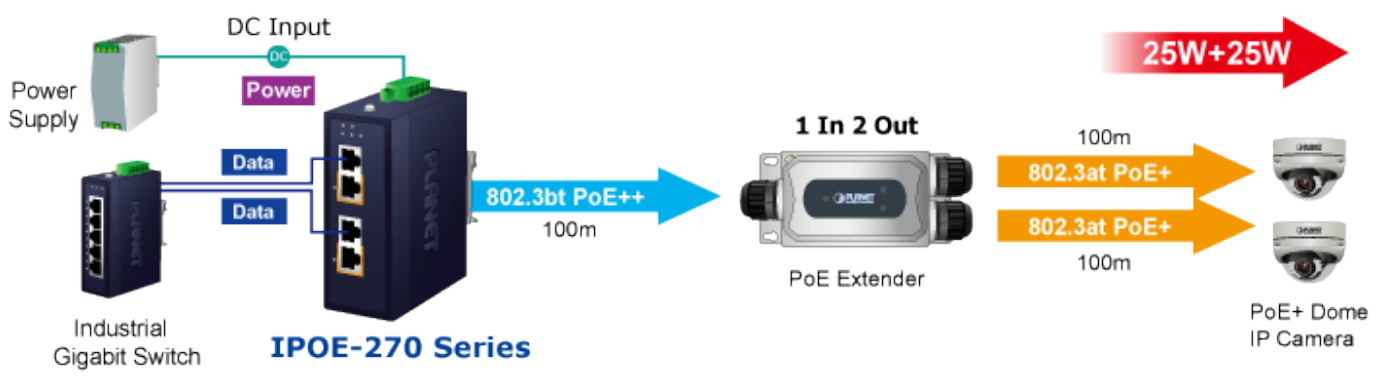 DC Input
DC
Power
Power
Supply
Data
Data
PLANET
PLANET
Industrial
Gigabit Switch
IPOE-270 Series
802.3bt PoE++
100m
1 In 2 Out
PLANET
PoE Extender
25W+25W
100m
802.3at PoE+
802.3at PoE+
100m
PoE+ Dome
IP Camera